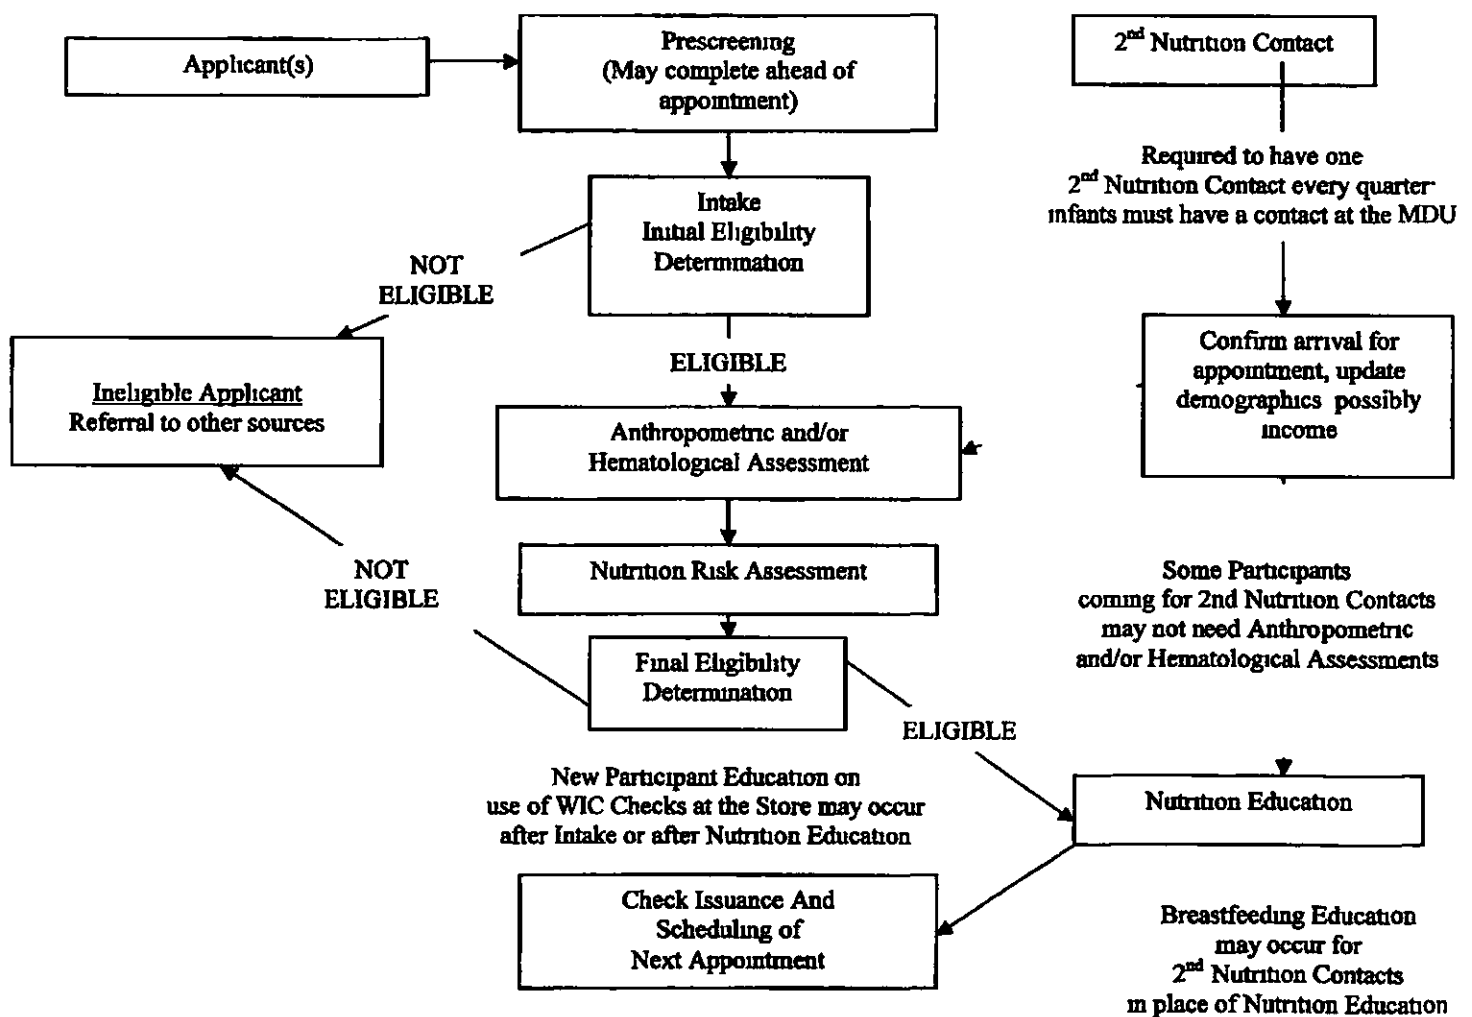 Applicant(s)
Prescreening
(May complete ahead of
appointment)
2nd Nutrition Contact
Required to have one
2nd Nutrition Contact every quarter
infants must have a contact at the MDU
Intake
Initial Eligibility
Determination
NOT
ELIGIBLE
ELIGIBLE
Ineligible Applicant
Referral to other sources
Confirm arrival for
appointment, update
demographics possibly
income
Anthropometric and/or
Hematological Assessment
Nutrition Risk Assessment
NOT
ELIGIBLE
Some Participants
coming for 2nd Nutrition Contacts
may not need Anthropometric
and/or Hematological Assessments
Final Eligibility
Determination
ELIGIBLE
New Participant Education on
use of WIC Checks at the Store may occur
after Intake or after Nutrition Education
Nutrition Education
Check Issuance And
Scheduling of
Next Appointment
Breastfeeding Education
may occur for
2nd Nutrition Contacts
in place of Nutrition Education